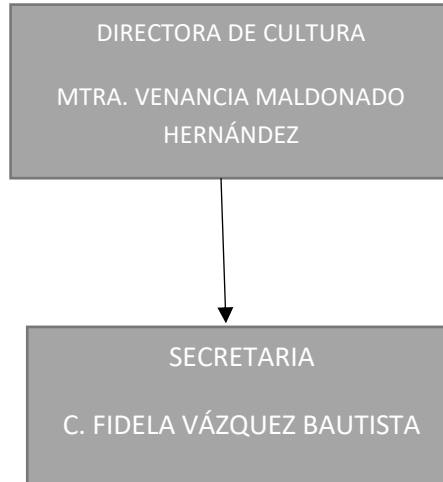 DIRECTORA DE CULTURA
MTRA. VENANCIA MALDONADO
HERNÁNDEZ
SECRETARIA
C. FIDELA VÁZQUEZ BAUTISTA